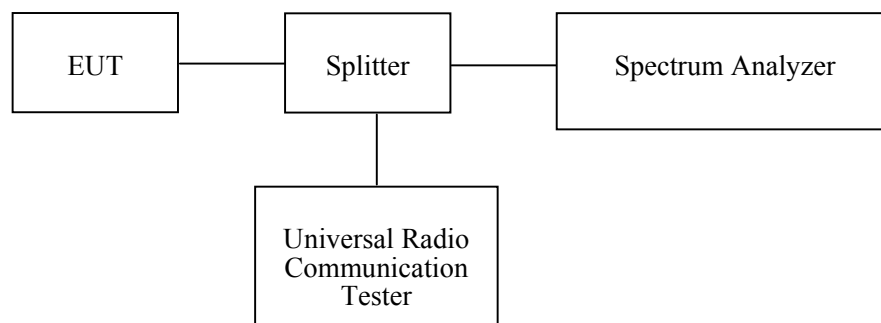 EUT
Splitter
Spectrum Analyzer
Universal Radio
Communication
Tester